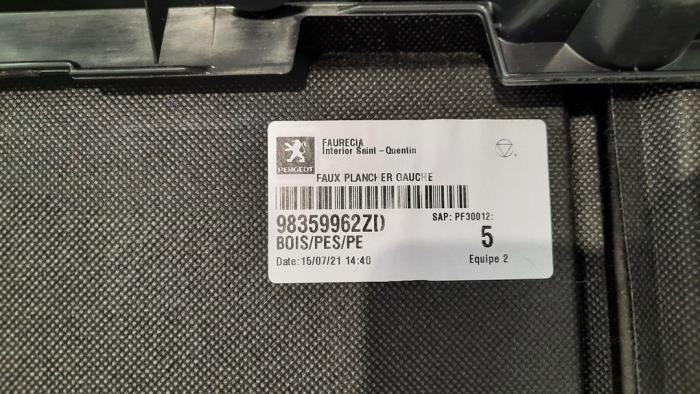 FAURECIA
Interior Saint - Quentin
PEUGEOT
FAUX PLANCHER GAUCHE
98359962ZD
SAP: PF30012:
BOIS/PES/PE
5
Date: 15/07/21 14:40
Equipe 2